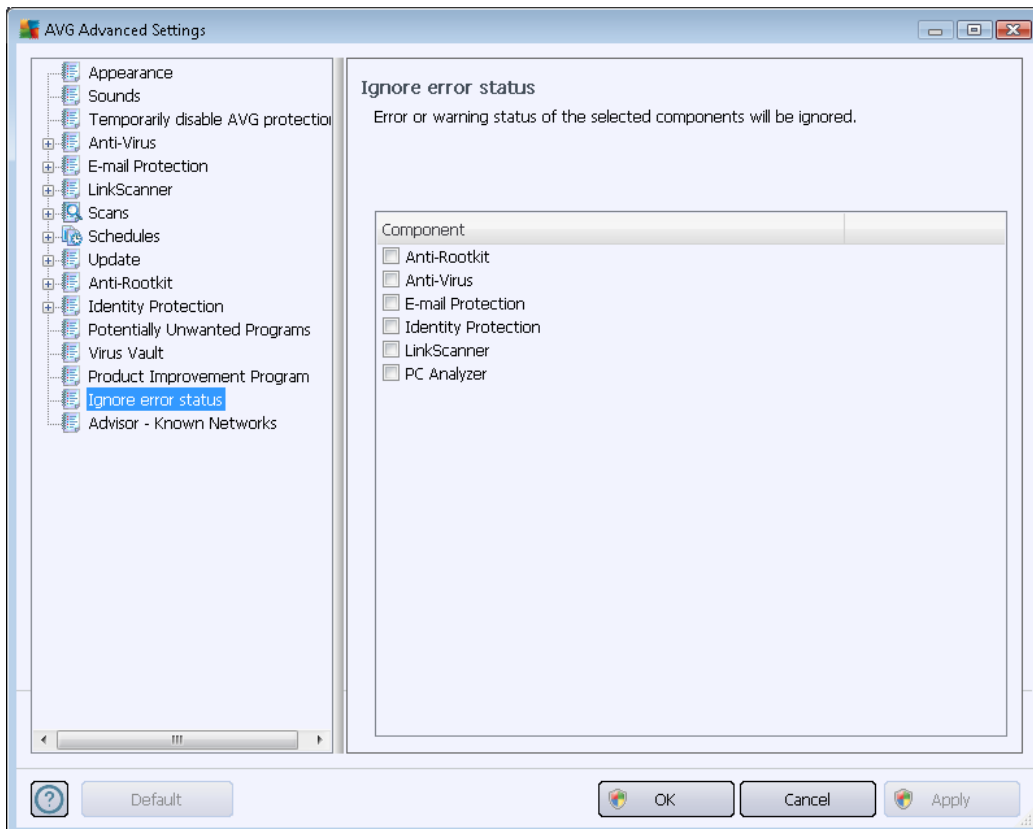 AVG Advanced Settings
Appearance
Sounds
Temporarily disable AVG protection
Anti-Virus
E-mail Protection
LinkScanner
Scans
Schedules
Update
Anti-Rootkit
Identity Protection
Potentially Unwanted Programs
Virus Vault
Product Improvement Program
Ignore error status
Advisor - Known Networks
Ignore error status
Error or warning status of the selected components will be ignored.
Component
Anti-Rootkit
Anti-Virus
E-mail Protection
Identity Protection
LinkScanner
PC Analyzer
? Default OK Cancel Apply